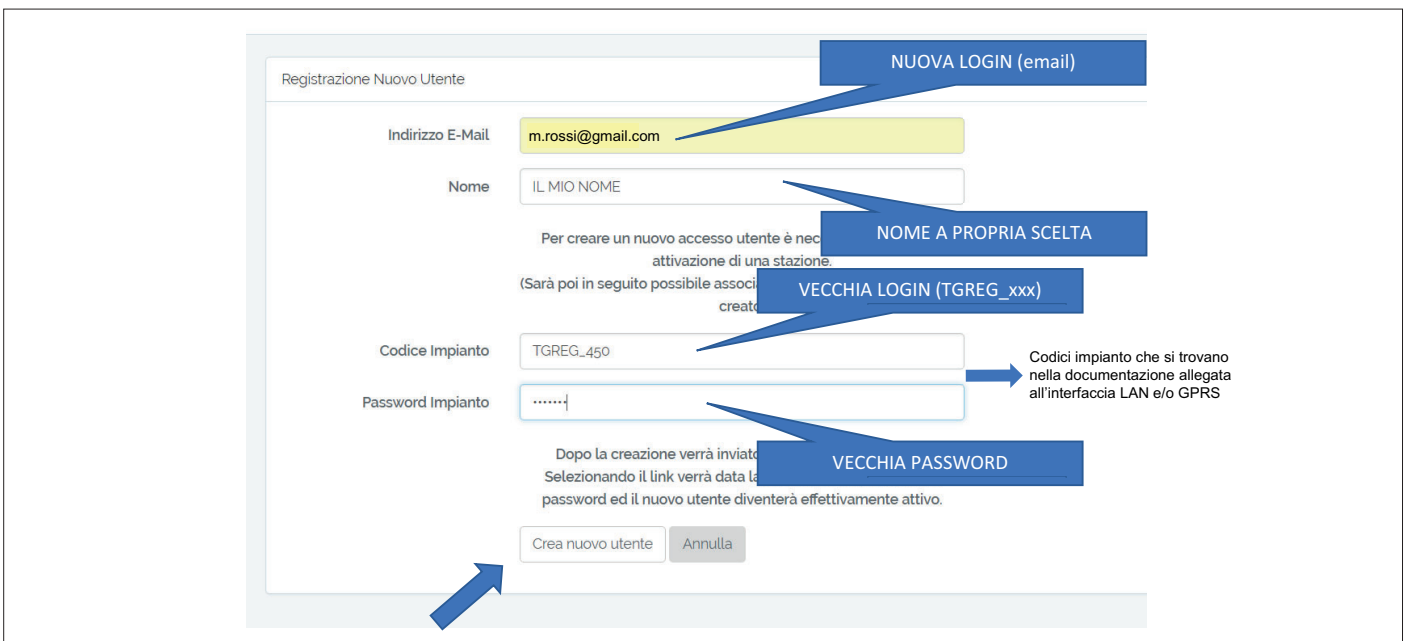 NUOVA LOGIN (email)
Registrazione Nuovo Utente
Indirizzo E-Mail
m.rossi@gmail.com
Nome
IL MIO NOME
NOME A PROPRIA SCELTA
Per creare un nuovo accesso utente è
attivazione di una stazione.
(Sarà poi in seguito possibile
VECCHIA LOGIN (TGREG_xxx)
Codice Impianto
TGREG_450
Codici impianto che si trovano
nella documentazione allegata
all'interfaccia LAN e/o GPRS
Password Impianto
•••••••
Dopo la creazione verrà
VECCHIA PASSWORD
Selezionando il link verrà data
password ed il nuovo utente diventerà effettivamente attivo.
Crea nuovo utente
Annulla